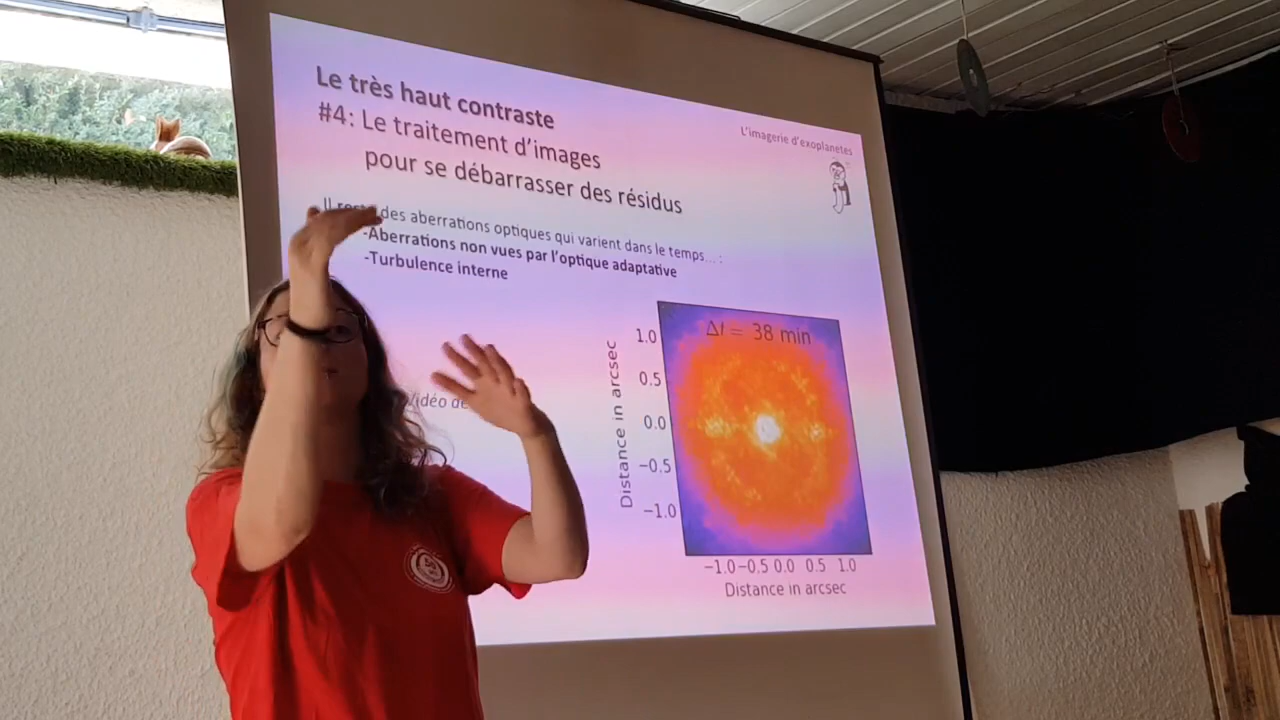 Le très haut contraste
#4: Le traitement d'images
pour se débarrasser des résidus
L'imagerie d'exoplanètes
Il des aberrations optiques qui varient dans le temps... :
-Aberrations non vues par l'optique adaptative
-Turbulence interne
Vidéo de
Δt = 38 min
1.0
0.5
0.0
−0.5
−1.0
Distance in arcsec
−1.0 −0.5 0.0 0.5 1.0
Distance in arcsec